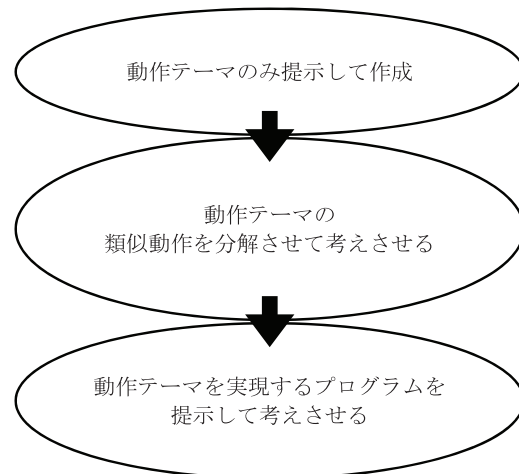 動作テーマのみ提示して作成
動作テーマの
類似動作を分解させて考えさせる
動作テーマを実現するプログラムを
提示して考えさせる